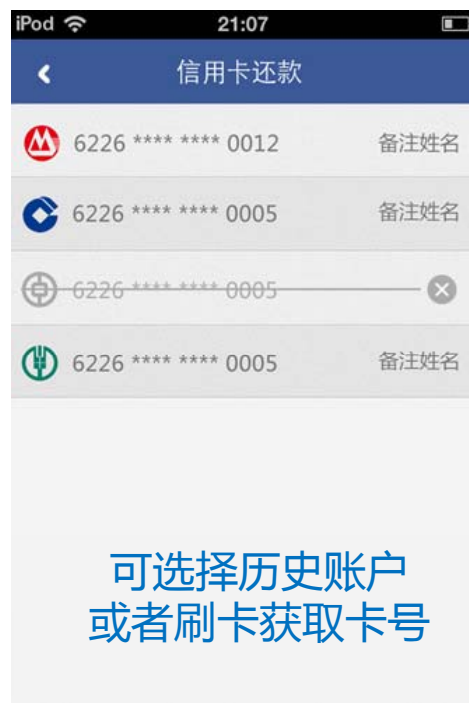 iPod 21:07
信用卡还款
6226 **** **** 0012 备注姓名
6226 **** **** 0005 备注姓名
6226 **** **** 0005
6226 **** **** 0005 备注姓名
可选择历史账户
或者刷卡获取卡号